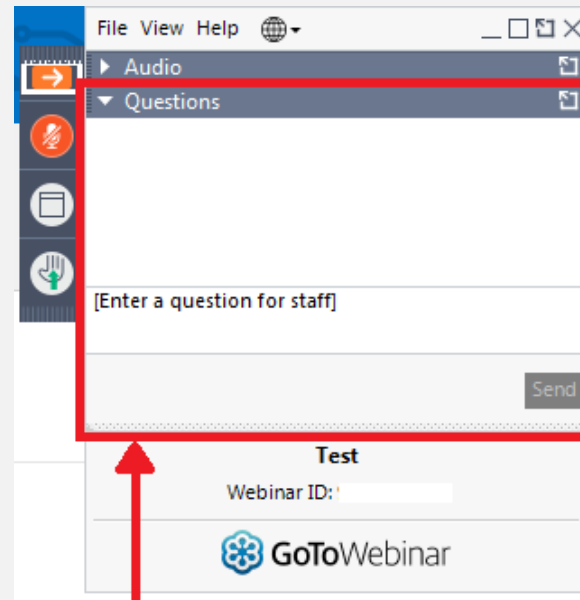 File View Help
Audio
Questions
[Enter a question for staff]
Send
Test
Webinar ID:
GoToWebinar